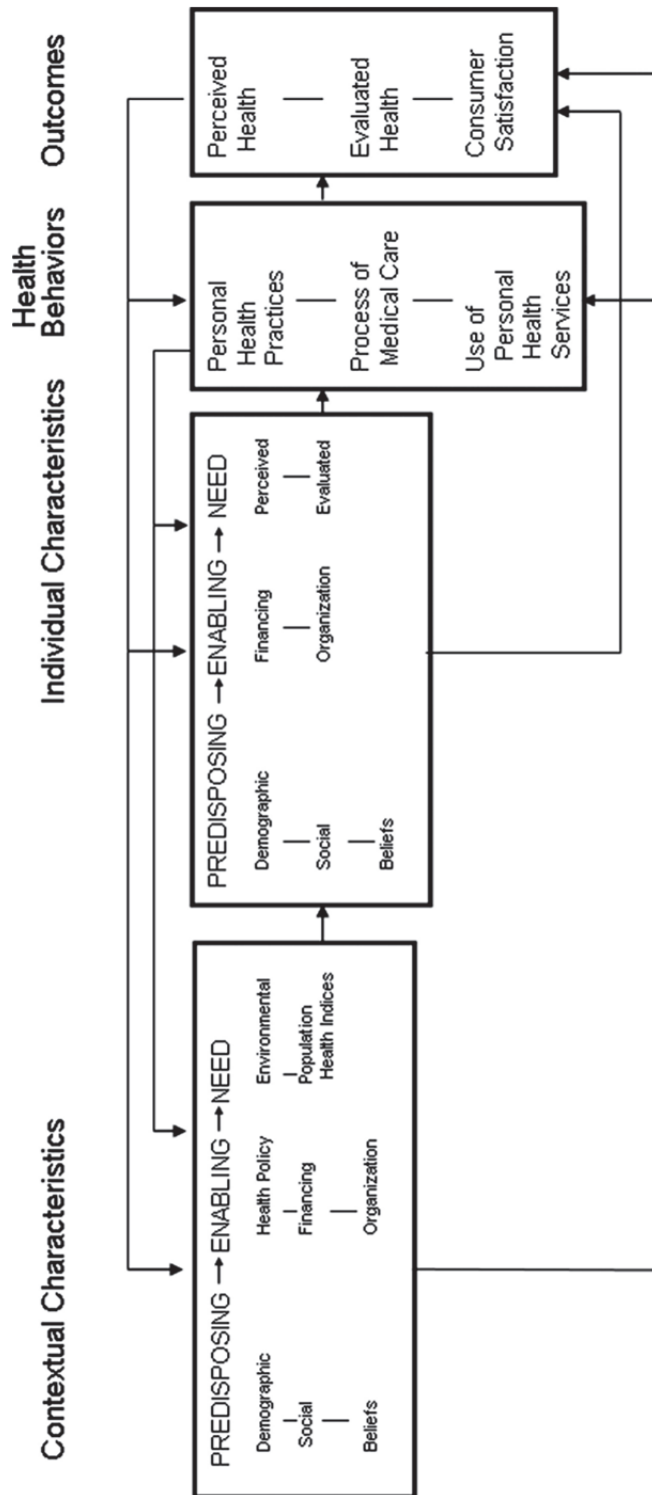 Contextual Characteristics
Individual Characteristics
Health
Behaviors
Outcomes
PREDISPOSING → ENABLING → NEED
Demographic
Social
Beliefs
Health Policy
Financing
Organization
Environmental
Population
Health Indices
PREDISPOSING → ENABLING → NEED
Demographic
Social
Beliefs
Financing
Organization
Perceived
Evaluated
Personal
Health
Practices
Process of
Medical Care
Use of
Personal
Health
Services
Perceived
Health
Evaluated
Health
Consumer
Satisfaction